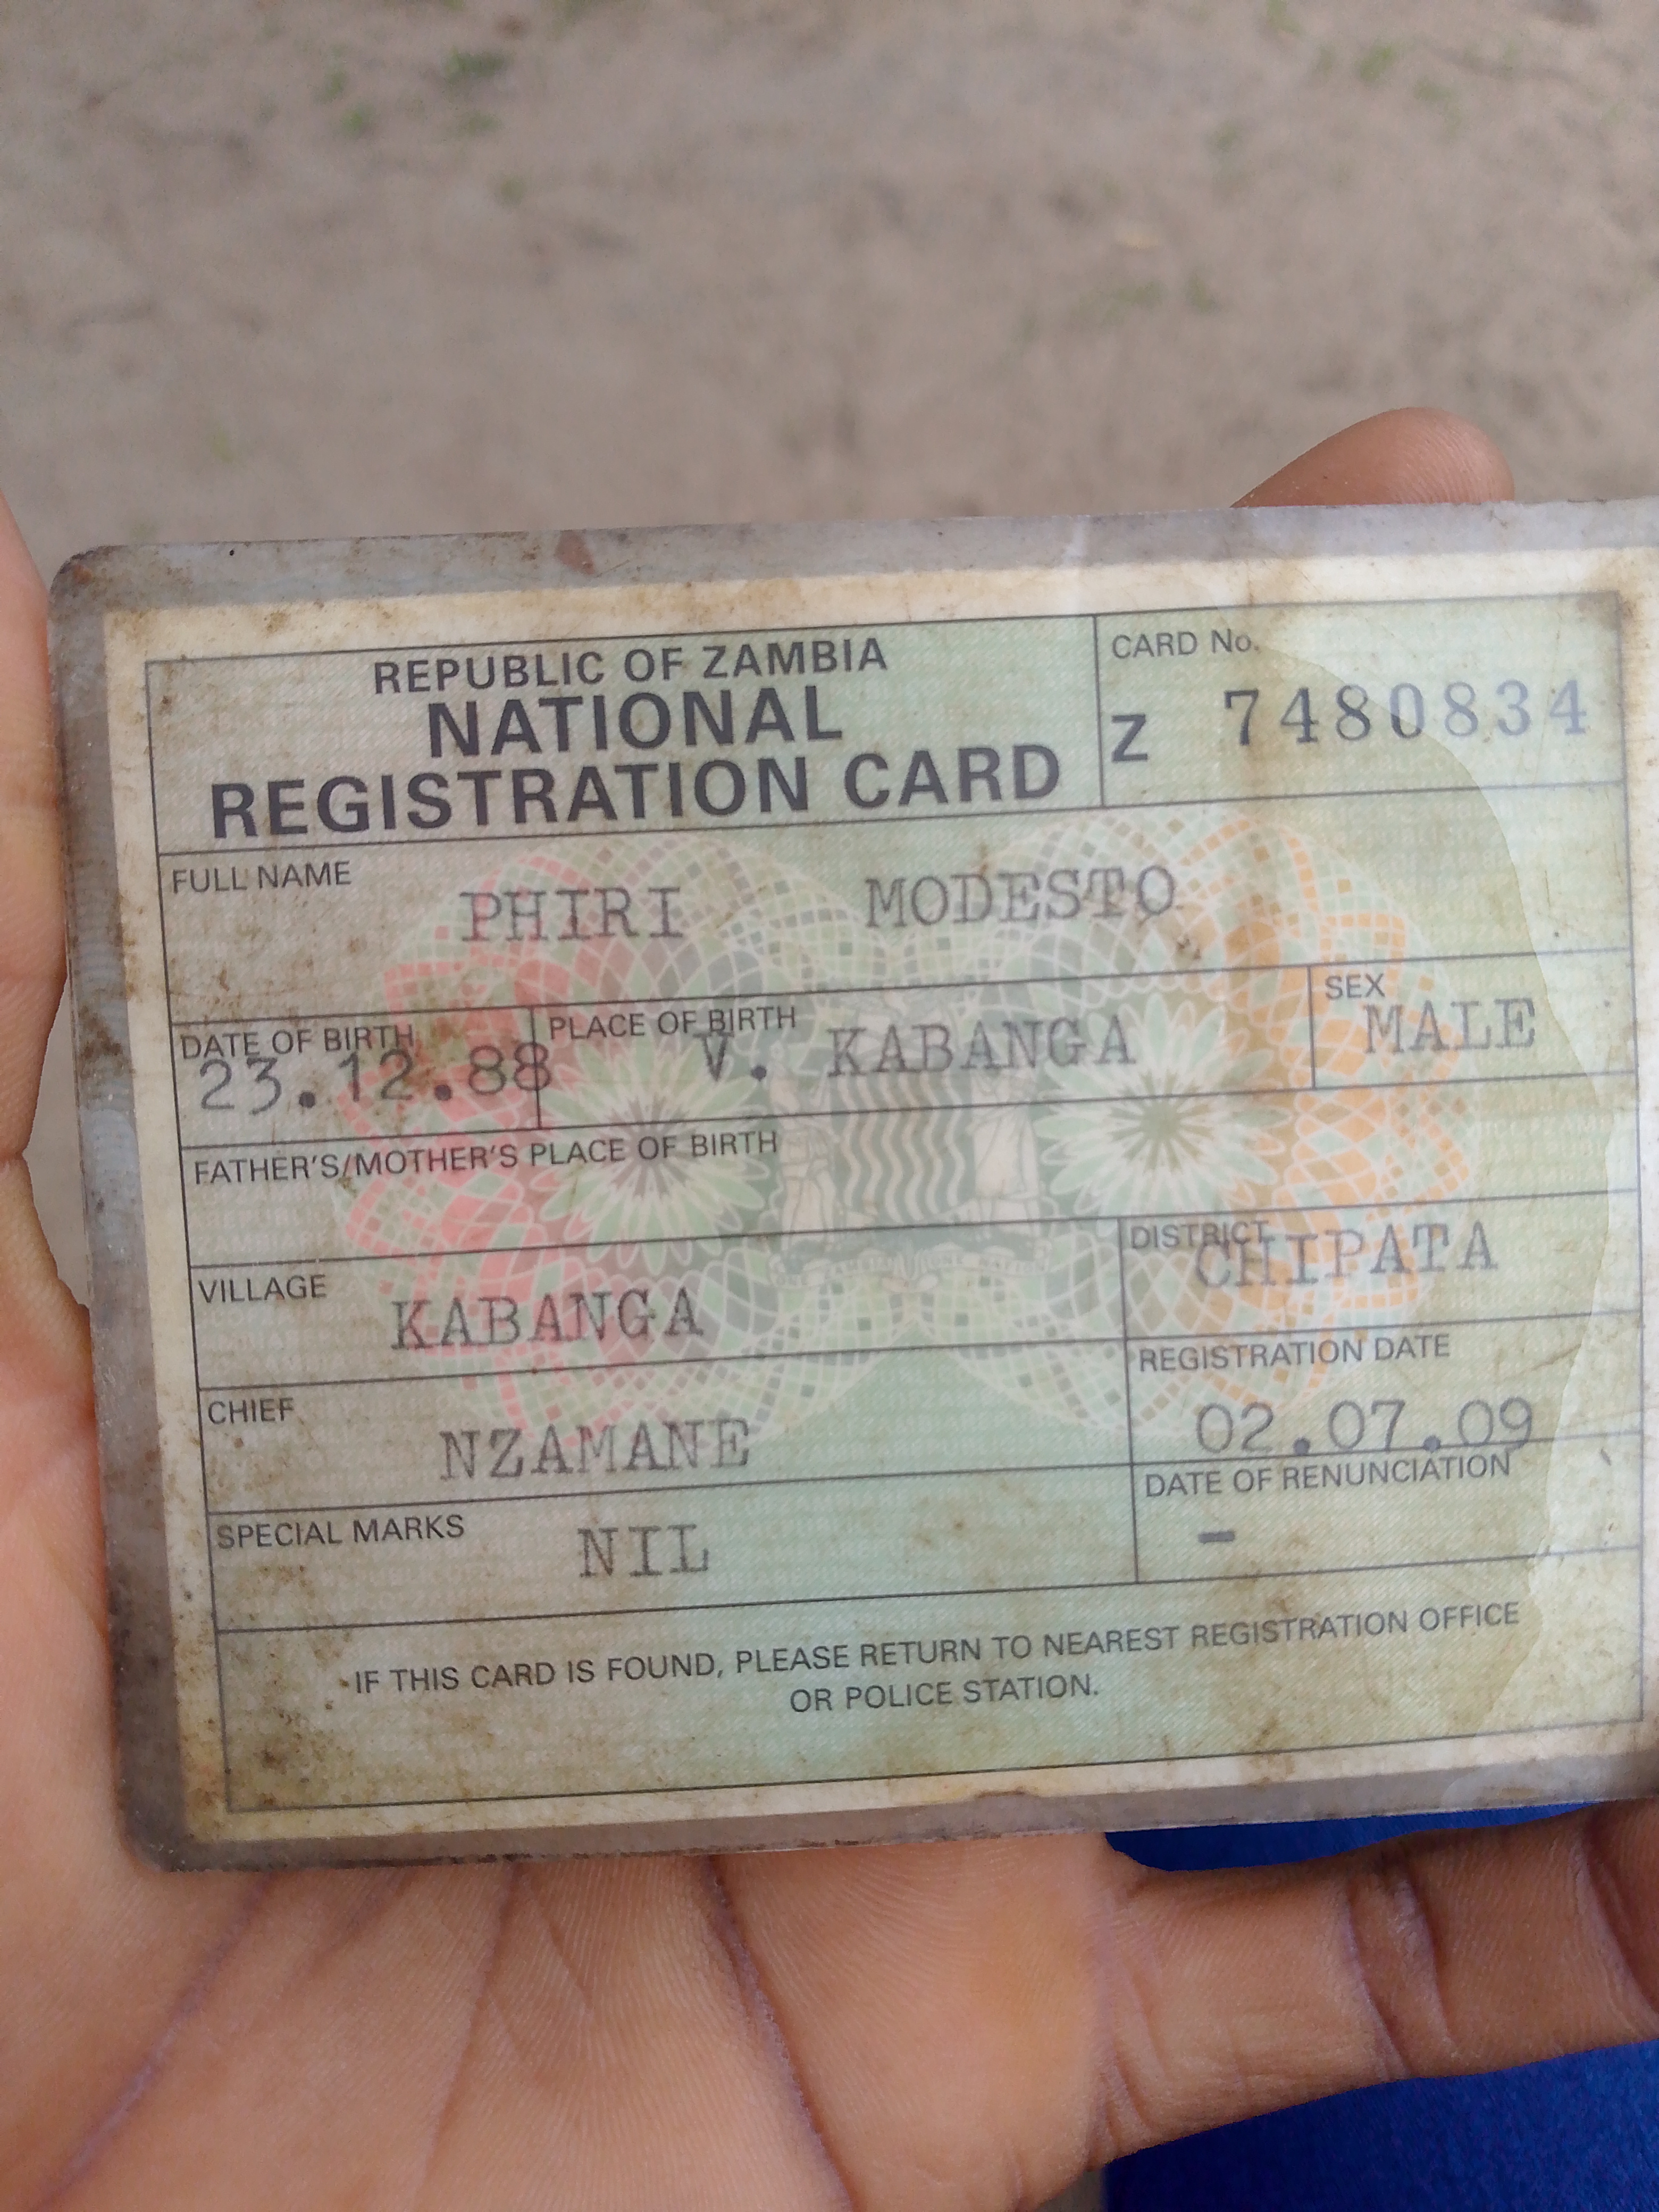 REPUBLIC OF ZAMBIA
NATIONAL
REGISTRATION CARD
CARD No.
Z 7480834
FULL NAME
PHIRI MODESTO
DATE OF BIRTH
23.12.88
PLACE OF BIRTH
V. KABANGA
SEX
MALE
FATHER'S/MOTHER'S PLACE OF BIRTH
VILLAGE
KABANGA
DISTRICT
CHIPATA
CHIEF
NZAMANE
REGISTRATION DATE
02.07.09
SPECIAL MARKS
NIL
DATE OF RENUNCIATION
-
IF THIS CARD IS FOUND, PLEASE RETURN TO NEAREST REGISTRATION OFFICE
OR POLICE STATION.